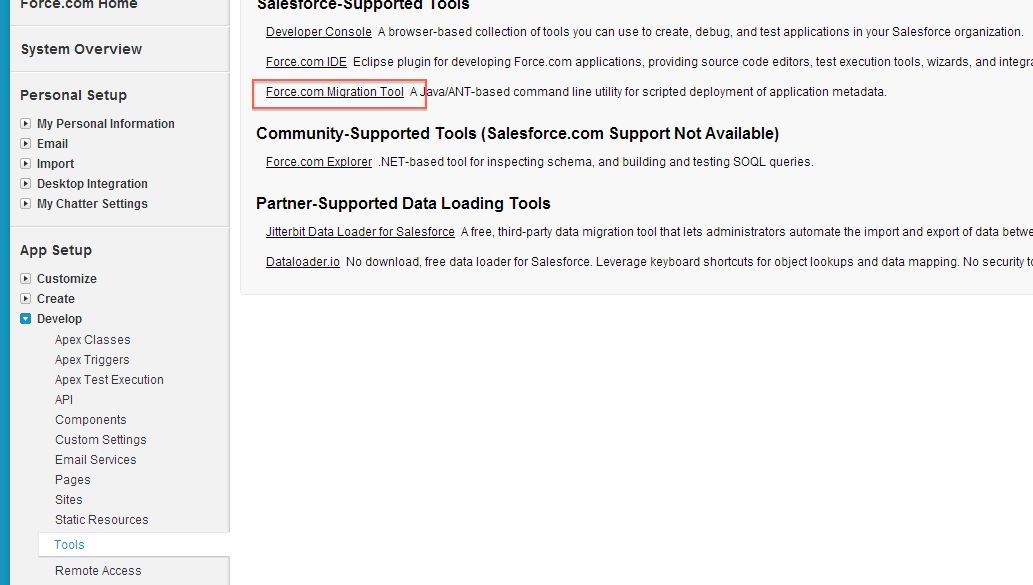 Force.com Home
System Overview
Personal Setup
My Personal Information
Email
Import
Desktop Integration
My Chatter Settings
App Setup
Customize
Create
Develop
Apex Classes
Apex Triggers
Apex Test Execution
API
Components
Custom Settings
Email Services
Pages
Sites
Static Resources
Tools
Remote Access
Salesforce-Supported Tools
Developer Console A browser-based collection of tools you can use to create, debug, and test applications in your Salesforce organization.
Force.com IDE Eclipse plugin for developing Force.com applications, providing source code editors, test execution tools, wizards, and integra
Force.com Migration Tool A Java/ANT-based command line utility for scripted deployment of application metadata.
Community-Supported Tools (Salesforce.com Support Not Available)
Force.com Explorer .NET-based tool for inspecting schema, and building and testing SOQL queries.
Partner-Supported Data Loading Tools
Jitterbit Data Loader for Salesforce A free, third-party data migration tool that lets administrators automate the import and export of data betwe
Dataloader.io No download, free data loader for Salesforce. Leverage keyboard shortcuts for object lookups and data mapping. No security to